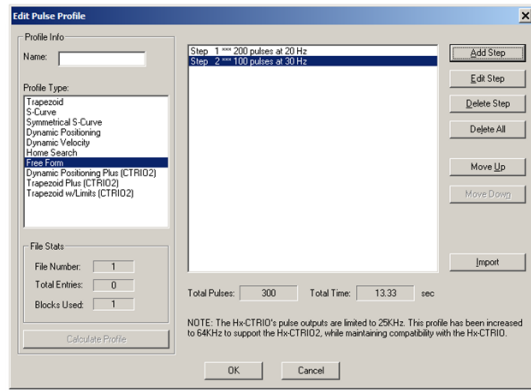 Edit Pulse Profile
Profile Info
Name:
Profile Type:
Trapezoid
S-Curve
Symmetrical S-Curve
Dynamic Positioning
Dynamic Velocity
Home Search
Free Form
Dynamic Positioning Plus (CTRIO2)
Trapezoid Plus (CTRIO2)
Trapezoid w/Limits (CTRIO2)
File Stats
File Number: 1
Total Entries: 0
Blocks Used: 1
Calculate Profile
Step 1 *** 200 pulses at 20 Hz
Step 2 *** 100 pulses at 30 Hz
Total Pulses: 300 Total Time: 13.33 sec
NOTE: The Hx-CTRIO's pulse outputs are limited to 25KHz. This profile has been increased
to 64KHz to support the Hx-CTRIO2, while maintaining compatibility with the Hx-CTRIO.
Add Step
Edit Step
Delete Step
Delete All
Move Up
Move Down
Import
OK
Cancel